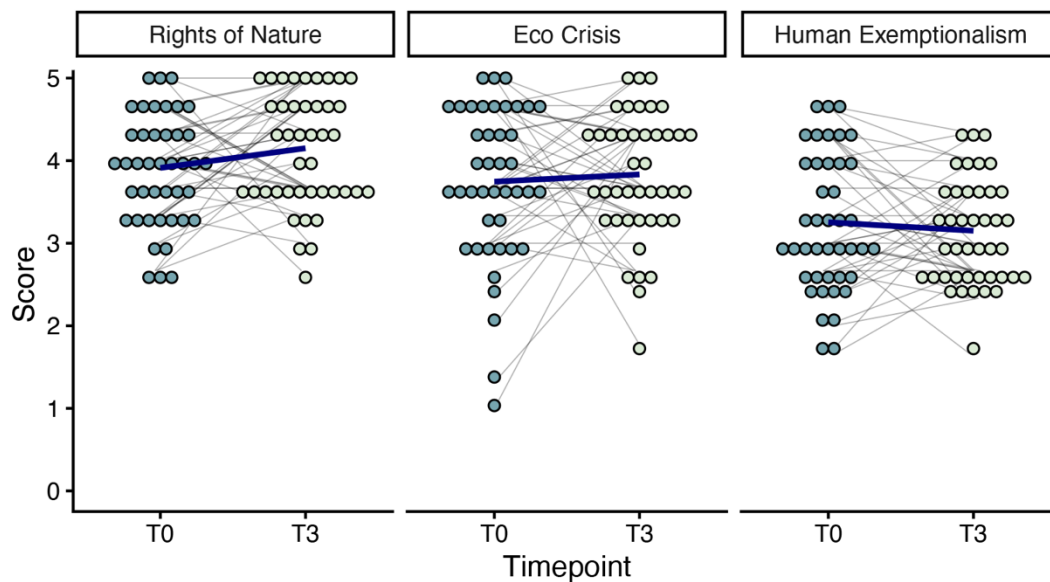 Rights of Nature
Eco Crisis
Human Exemptionalism
Score
5
4
3
2
1
0
T0
T3
T0
T3
T0
T3
Timepoint